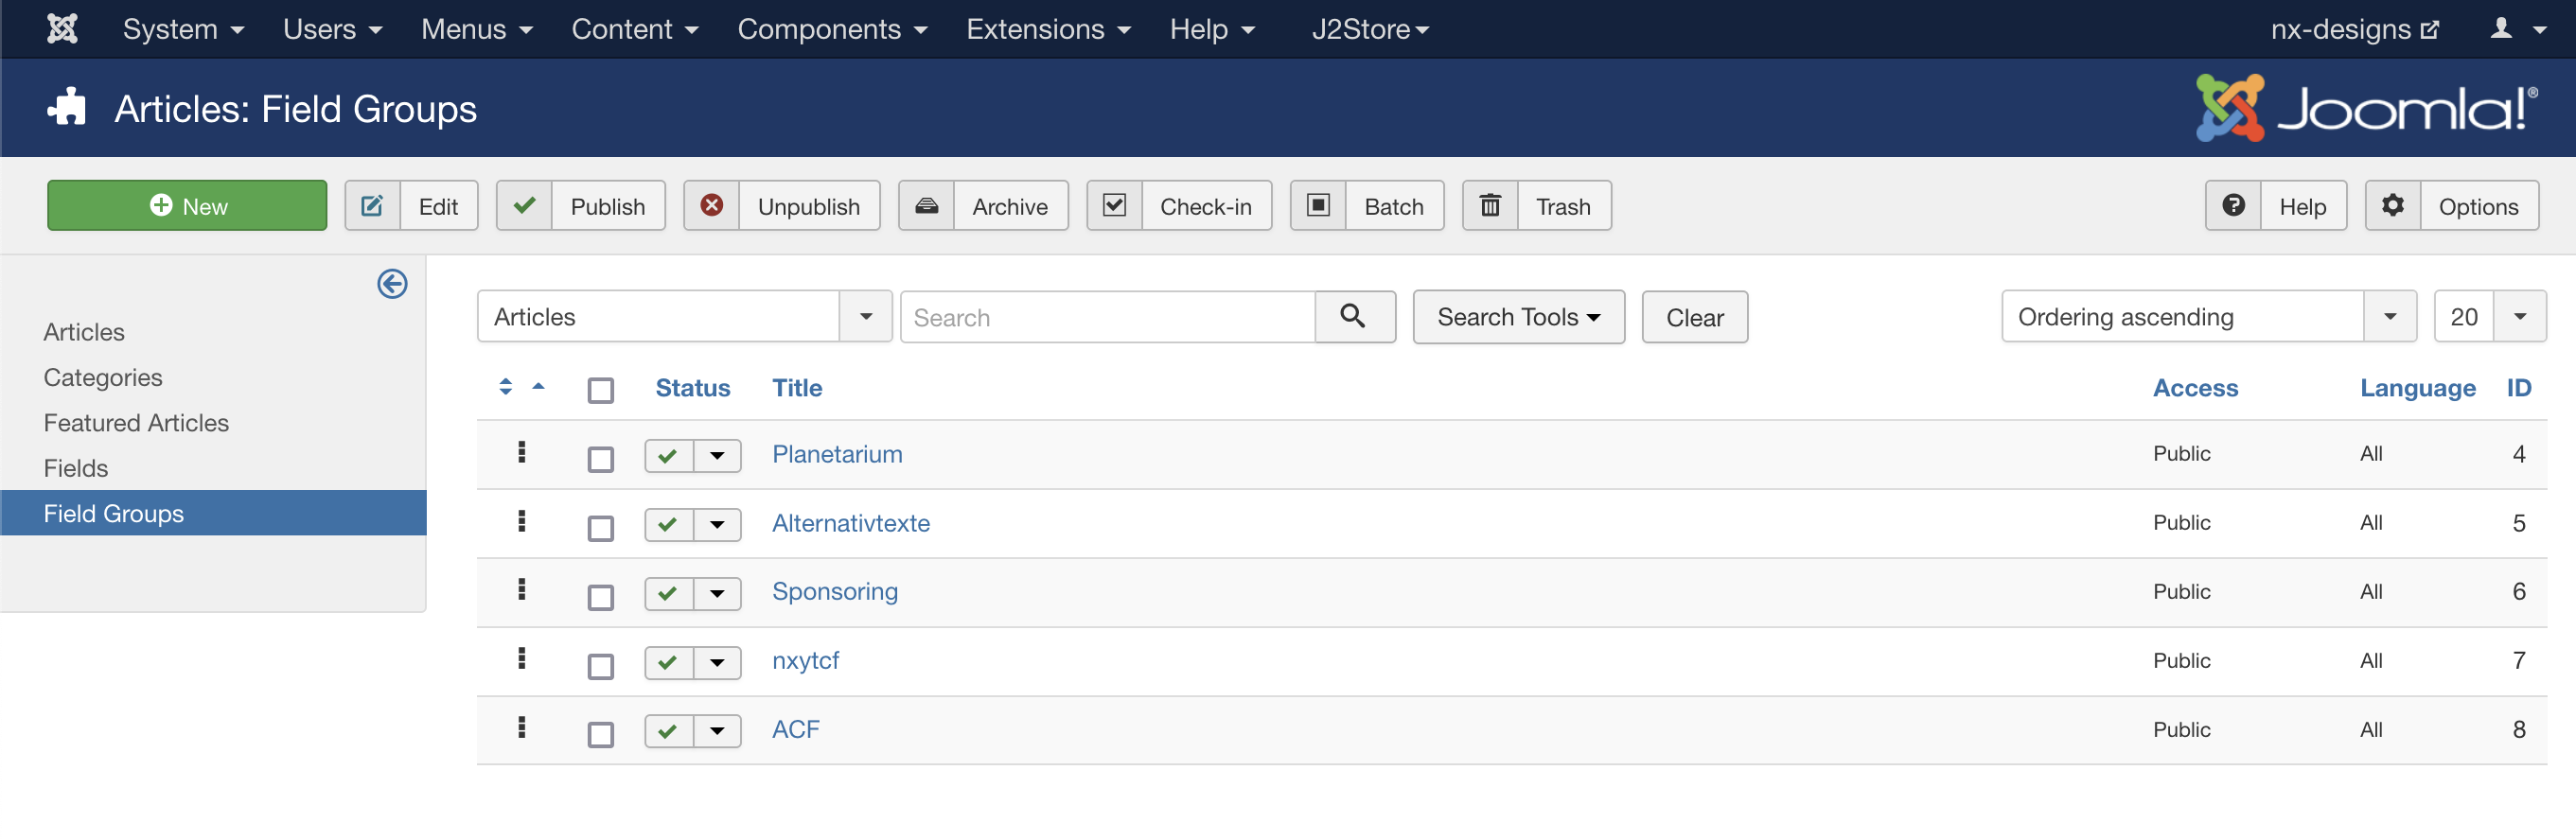 System Users Menus Content Components Extensions Help J2Store nx-designs
Articles: Field Groups Joomla!®
New Edit Publish Unpublish Archive Check-in Batch Trash Help Options
Articles
Categories
Featured Articles
Fields
Field Groups
Articles Search Search Tools Clear Ordering ascending 20
Status Title Access Language ID
Planetarium Public All 4
Alternativtexte Public All 5
Sponsoring Public All 6
nxytcf Public All 7
ACF Public All 8